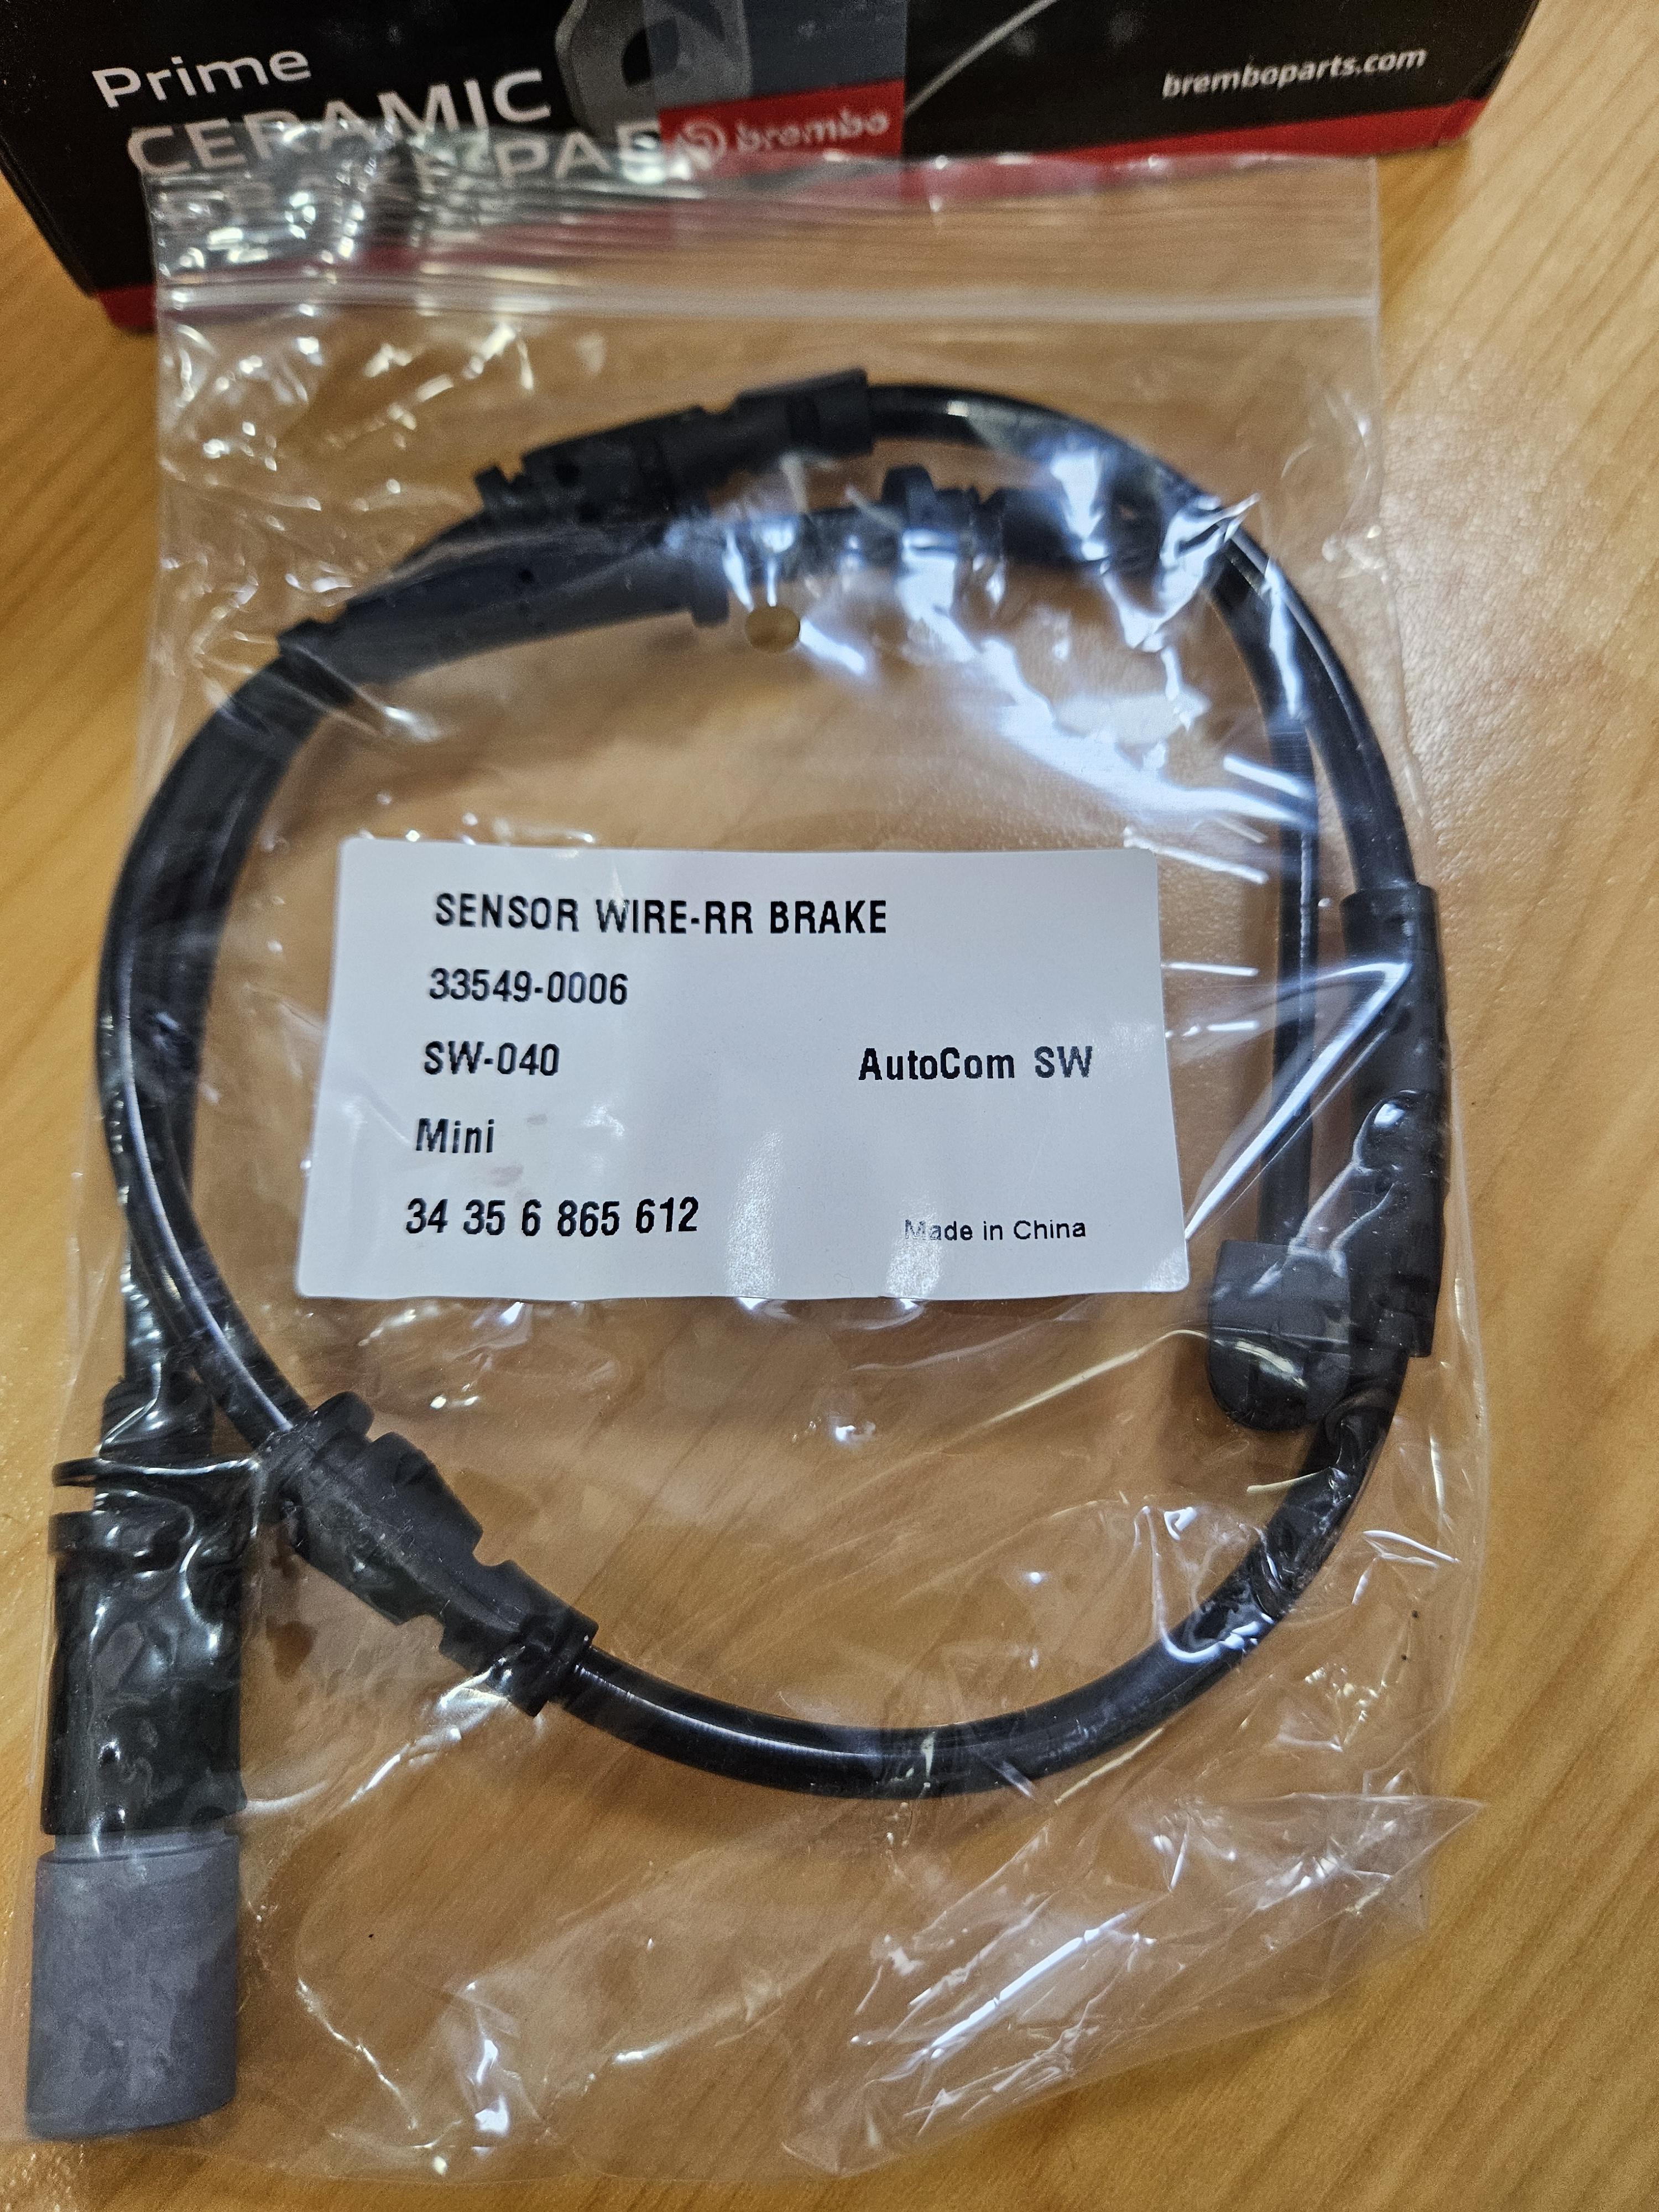 Prime
CERAMIC
PAD
brembo
bremboparts.com
SENSOR WIRE-RR BRAKE
33549-0006
SW-040
AutoCom SW
Mini
34 35 6 865 612
Made in China